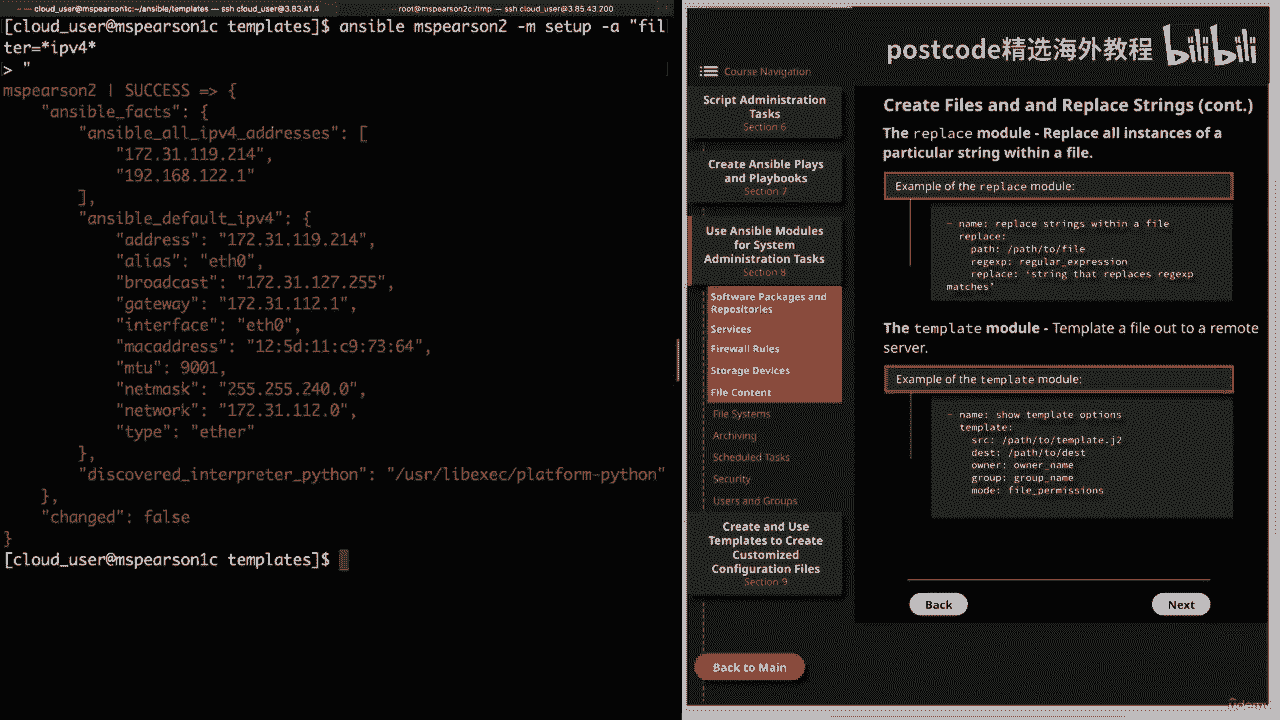 cloud_user@mspearson1c:~/ansible/templates — ssh cloud_user@3.83.41.4
root@mspearson2c:/tmp — ssh cloud_user@3.85.43.200
[cloud_user@mspearson1c templates]$ ansible mspearson2 -m setup -a "fil
ter=*ipv4*
> "
mspearson2 | SUCCESS => {
"ansible_facts": {
"ansible_all_ipv4_addresses": [
"172.31.119.214",
"192.168.122.1"
],
"ansible_default_ipv4": {
"address": "172.31.119.214",
"alias": "eth0",
"broadcast": "172.31.127.255",
"gateway": "172.31.112.1",
"interface": "eth0",
"macaddress": "12:5d:11:c9:73:64",
"mtu": 9001,
"netmask": "255.255.240.0",
"network": "172.31.112.0",
"type": "ether"
},
"discovered_interpreter_python": "/usr/libexec/platform-python"
},
"changed": false
}
[cloud_user@mspearson1c templates]$
postcode精选海外教程 bilibili
Course Navigation
Script Administration
Tasks
Section 6
Create Ansible Plays
and Playbooks
Section 7
Use Ansible Modules
for System
Administration Tasks
Section 8
Software Packages and
Repositories
Services
Firewall Rules
Storage Devices
File Content
File Systems
Archiving
Scheduled Tasks
Security
Users and Groups
Create and Use
Templates to Create
Customized
Configuration Files
Section 9
Back to Main
Create Files and and Replace Strings (cont.)
The replace module - Replace all instances of a
particular string within a file.
Example of the replace module:
name: replace strings within a file
replace:
path: /path/to/file
regexp: regular_expression
replace: 'string that replaces regexp
matches'
The template module - Template a file out to a remote
server.
Example of the template module:
- name: show template options
template:
src: /path/to/template.j2
dest: /path/to/dest
owner: owner_name
group: group_name
mode: file_permissions
Back
Next